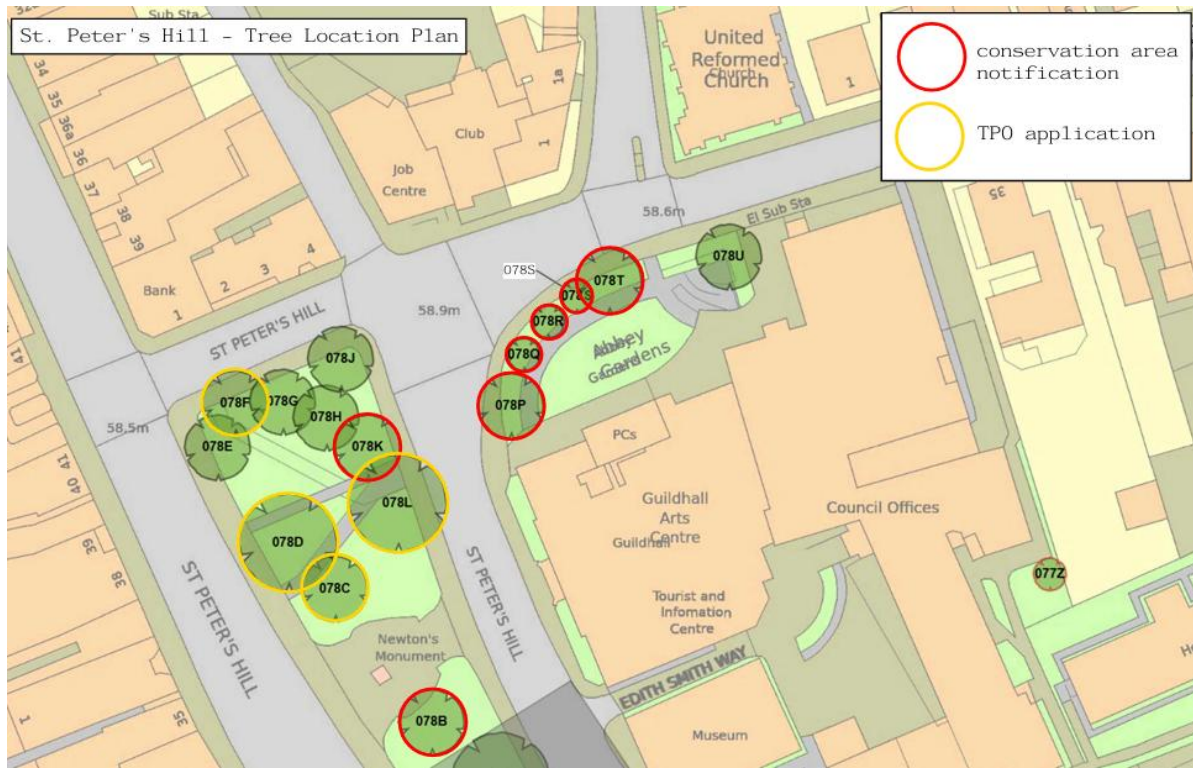 St. Peter's Hill - Tree Location Plan
conservation area
notification
TPO application
Sub Sta
34
35
36a
36
37
38
39
Bank
1
2
3
4
Job
Centre
Club
1a
1
United
Reformed
Church
Church
1
35
58.6m
El Sub Sta
58.9m
58.5m
ST PETER'S HILL
078S
078T
078S
078U
078R
078Q
078P
Abbey
Gardens
Abbey
Gardens
078J
078F
078G
078H
078E
078K
078L
078D
078C
41
41
40
39
38
PCs
Guildhall
Arts
Centre
Guildhall
Council Offices
077Z
Tourist and
Infomation
Centre
ST PETER'S HILL
ST PETER'S HILL
Newton's
Monument
EDITH SMITH WAY
078B
Museum
1
35